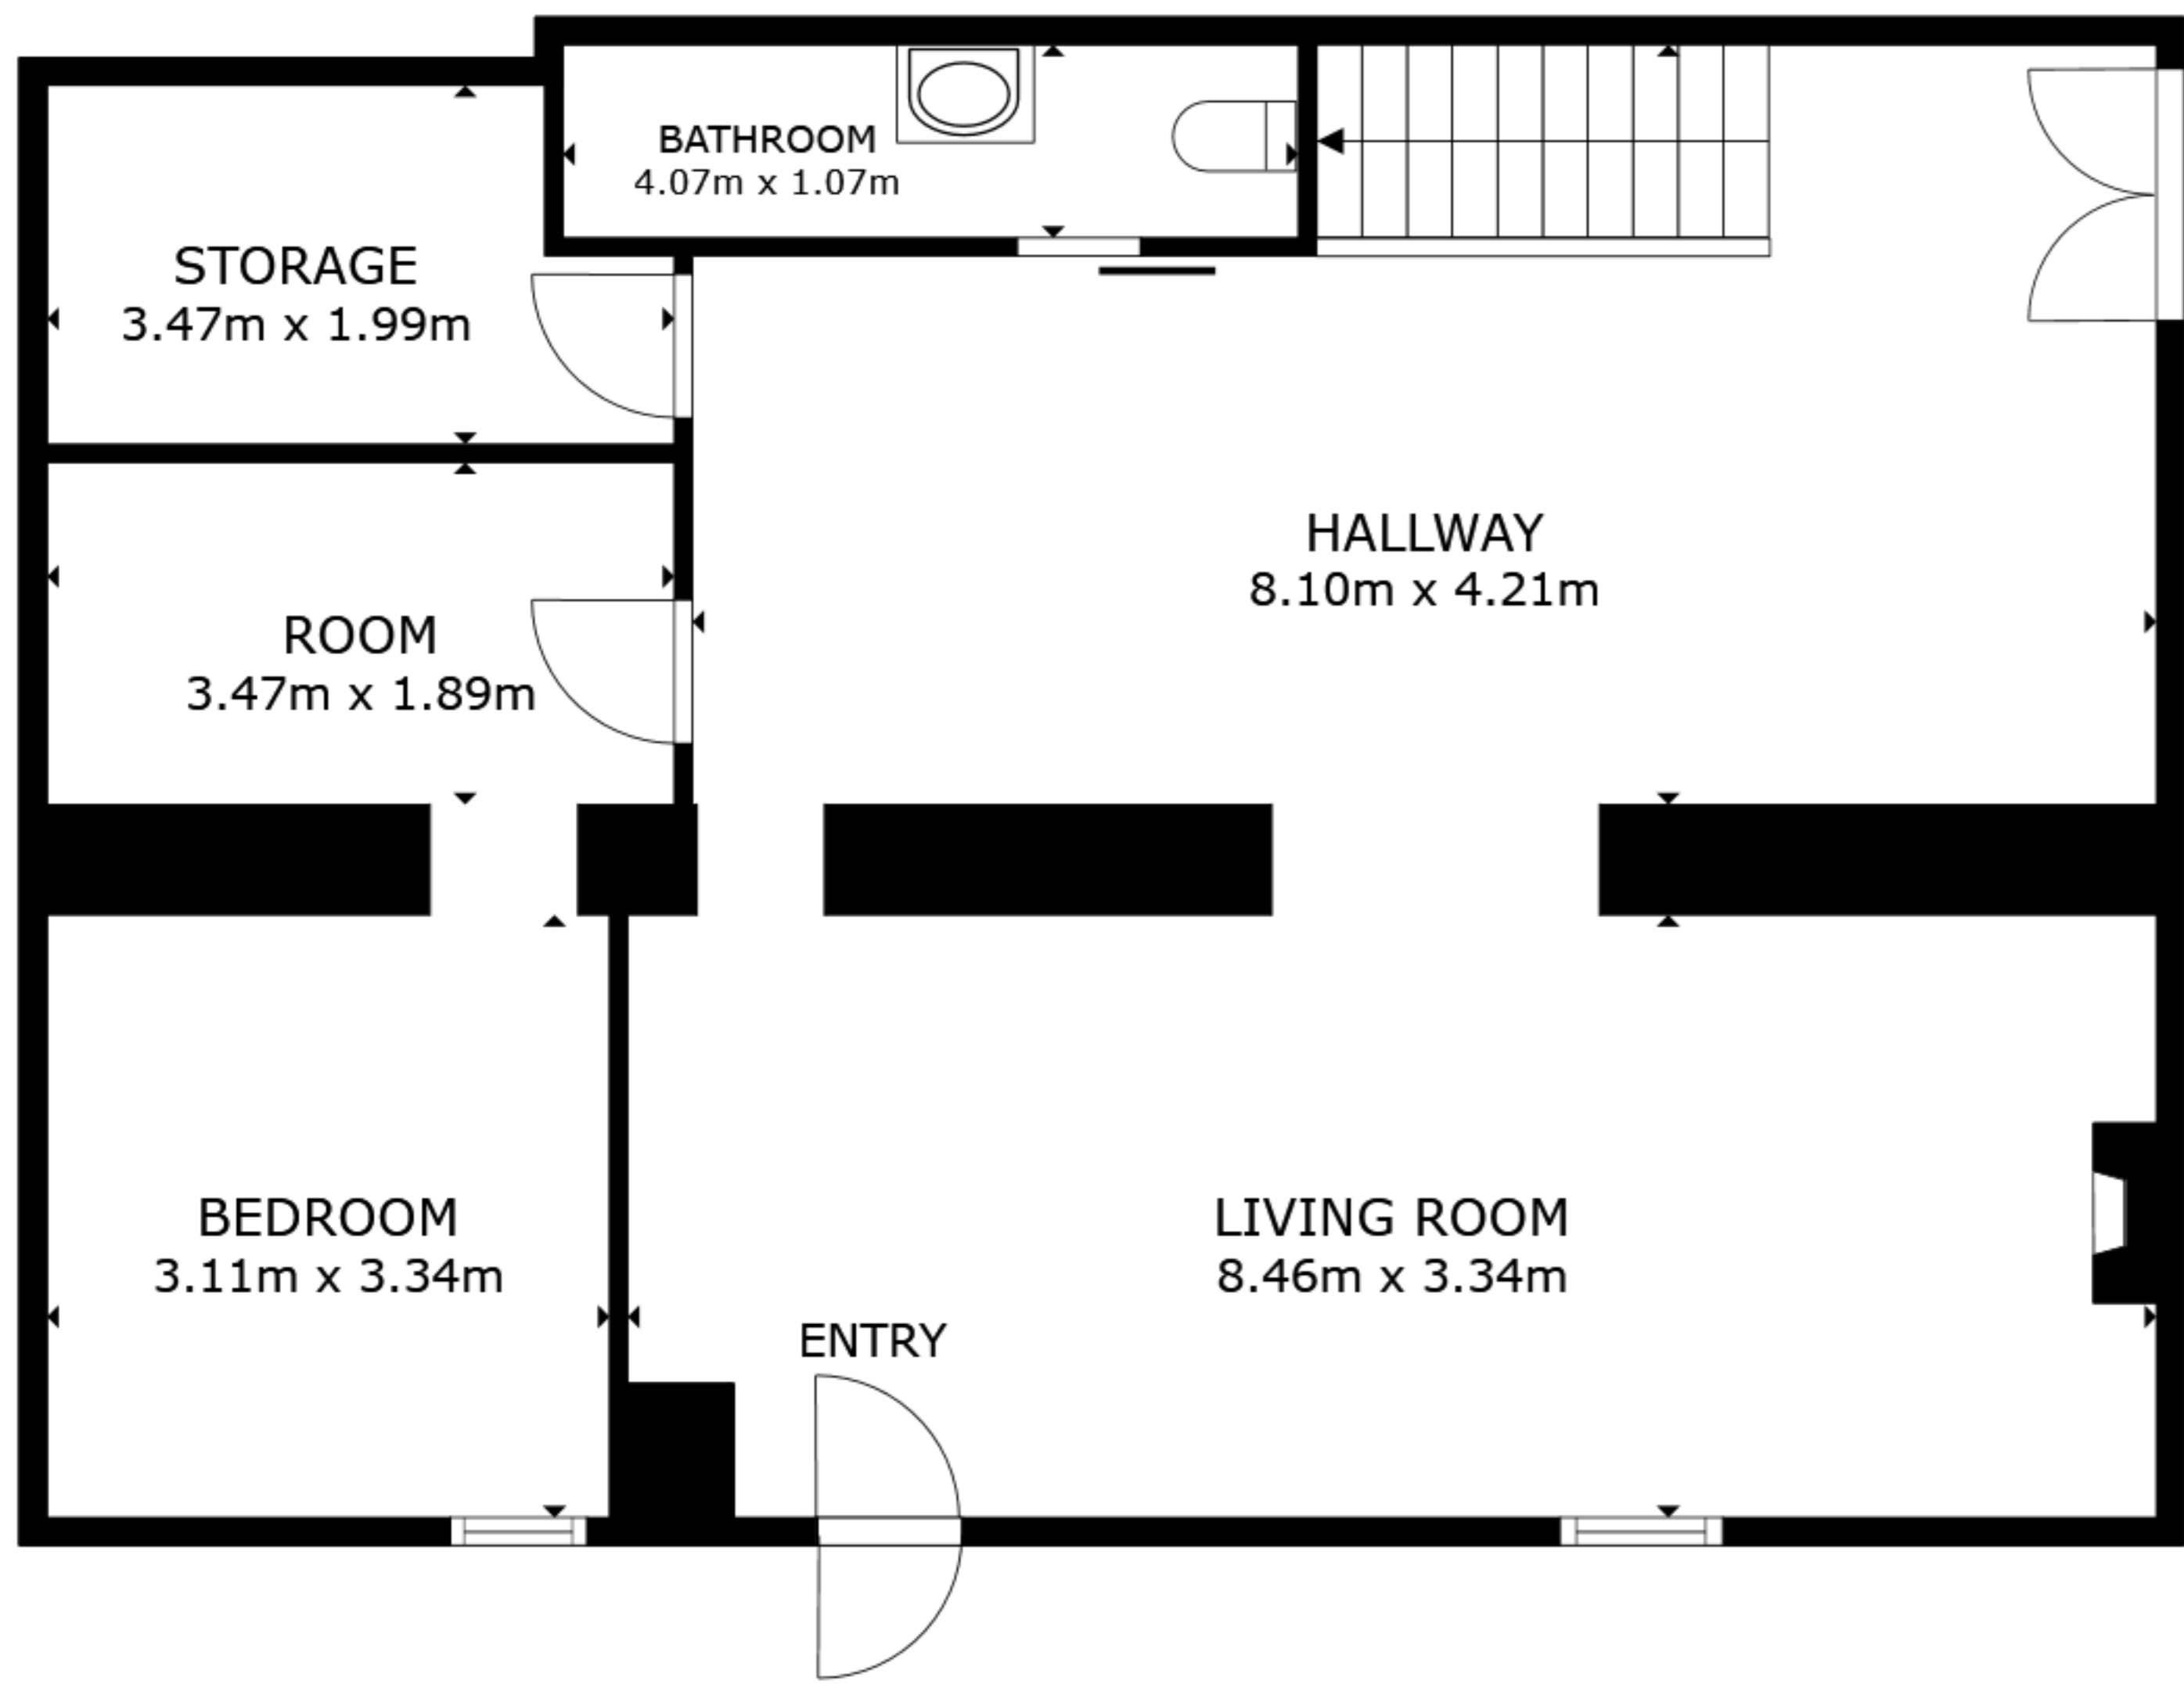 BATHROOM
4.07m x 1.07m
STORAGE
3.47m x 1.99m
HALLWAY
8.10m x 4.21m
ROOM
3.47m x 1.89m
BEDROOM
3.11m x 3.34m
LIVING ROOM
8.46m x 3.34m
ENTRY